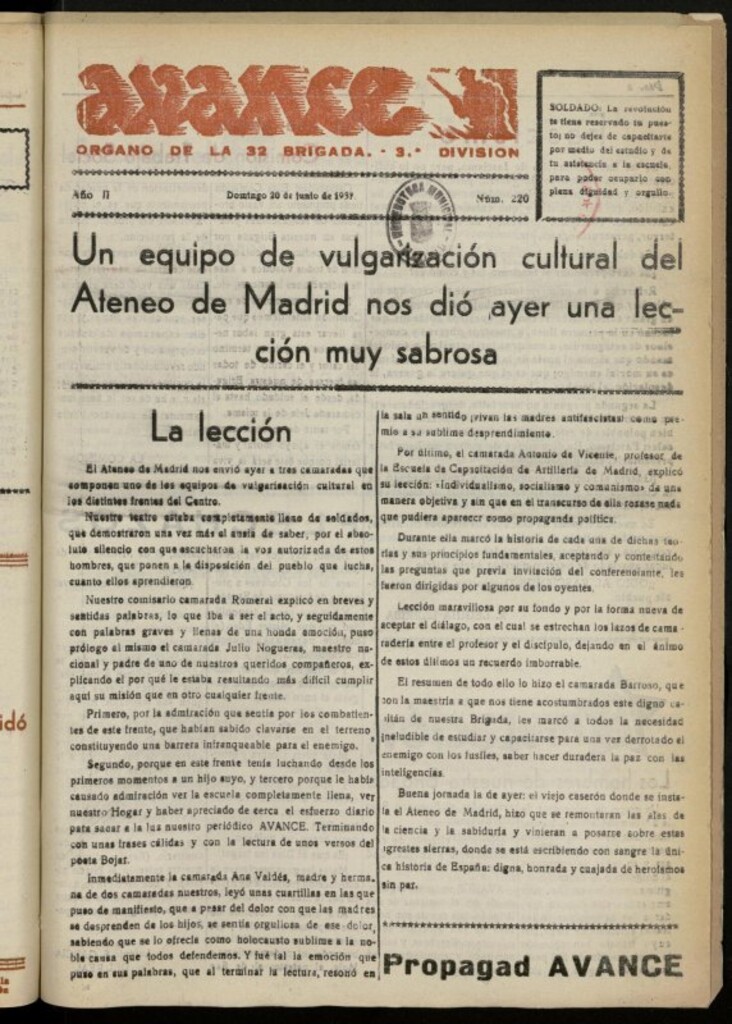 avance
ORGANO DE LA 32 BRIGADA. - 3.ª DIVISION
SOLDADO: La revolución
te tiene reservado tu pues-
to; no dejes de capacitarte
por medio del estudio y de
tu asistencia a la escuela,
para poder ocuparlo con
plena dignidad y orgullo.
Año II
Domingo 20 de junio de 1937
Núm. 220
Un equipo de vulgarización cultural del
Ateneo de Madrid nos dió ayer una lec-
ción muy sabrosa
La lección
El Ateneo de Madrid nos envió ayer a tres camaradas que
componen uno de los equipos de vulgarización cultural en
los distintos frentes del Centro.
Nuestro teatro estaba completamente lleno de soldados,
que demostraron una vez más el ansia de saber, por el abso-
luto silencio con que escucharon la voz autorizada de estos
hombres, que ponen a la disposición del pueblo que lucha,
cuanto ellos aprendieron.
Nuestro comisario camarada Romeral explicó en breves y
sentidas palabras, lo que iba a ser el acto, y seguidamente
con palabras graves y llenas de una honda emoción, puso
prólogo al mismo el camarada Julio Nogueras, maestro na-
cional y padre de uno de nuestros queridos compañeros, ex-
plicando el por qué le estaba resultando más difícil cumplir
aquí su misión que en otro cualquier frente.
Primero, por la admiración que sentía por los combatien-
tes de este frente, que habían sabido clavarse en el terreno,
constituyendo una barrera infranqueable para el enemigo.
Segundo, porque en este frente tenía luchando desde los
primeros momentos a un hijo suyo, y tercero porque le había
causado admiración ver la escuela completamente llena, ver
nuestro Hogar y haber apreciado de cerca el esfuerzo diario
para sacar a la luz nuestro periódico AVANCE. Terminando
con unas frases cálidas y con la lectura de unos versos del
poeta Bojar.
Inmediatamente la camarada Ana Valdés, madre y herma-
na de dos camaradas nuestros, leyó unas cuartillas en las que
puso de manifiesto, que a pesar del dolor con que las madres
se desprenden de los hijos, se sentía orgullosa de ese dolor,
sabiendo que se lo ofrecía como holocausto sublime a la no-
ble causa que todos defendemos. Y fué tal la emoción que
puso en sus palabras, que al terminar la lectura, resonó en
la sala un sentido ¡vivan las madres antifascistas! como pre-
mio a su sublime desprendimiento.
Por último, el camarada Antonio de Vicente, profesor de
la Escuela de Capacitación de Artillería de Madrid, explicó
su lección: «Individualismo, socialismo y comunismo» de una
manera objetiva y sin que en el transcurso de ella rozase nada
que pudiera aparecer como propaganda política.
Durante ella marcó la historia de cada una de dichas teo-
rías y sus principios fundamentales, aceptando y contestando
las preguntas que previa invitación del conferenciante, les
fueron dirigidas por algunos de los oyentes.
Lección maravillosa por su fondo y por la forma nueva de
aceptar el diálago, con el cual se estrechan los lazos de cama-
radería entre el profesor y el discípulo, dejando en el ánimo
de estos últimos un recuerdo imborrable.
El resumen de todo ello lo hizo el camarada Barroso, que
con la maestría a que nos tiene acostumbrados este digno ca-
pitán de nuestra Brigada, les marcó a todos la necesidad
ineludible de estudiar y capacitarse para una vez derrotado el
enemigo con los fusiles, saber hacer duradera la paz con las
inteligencias.
Buena jornada la de ayer: el viejo caserón donde se insta-
la el Ateneo de Madrid, hizo que se remontaran las alas de
la ciencia y la sabiduría y vinieran a posarse sobre estas
agrestes sierras, donde se está escribiendo con sangre la úni-
ca historia de España: digna, honrada y cuajada de heroísmos
sin par.
Propagad AVANCE
idó